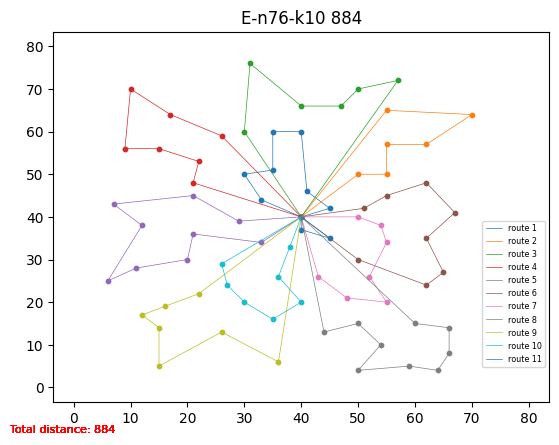 E-n76-k10 884
80
70
60
50
40
30
20
10
0
0 10 20 30 40 50 60 70 80
route 1
route 2
route 3
route 4
route 5
route 6
route 7
route 8
route 9
route 10
route 11
Total distance: 884